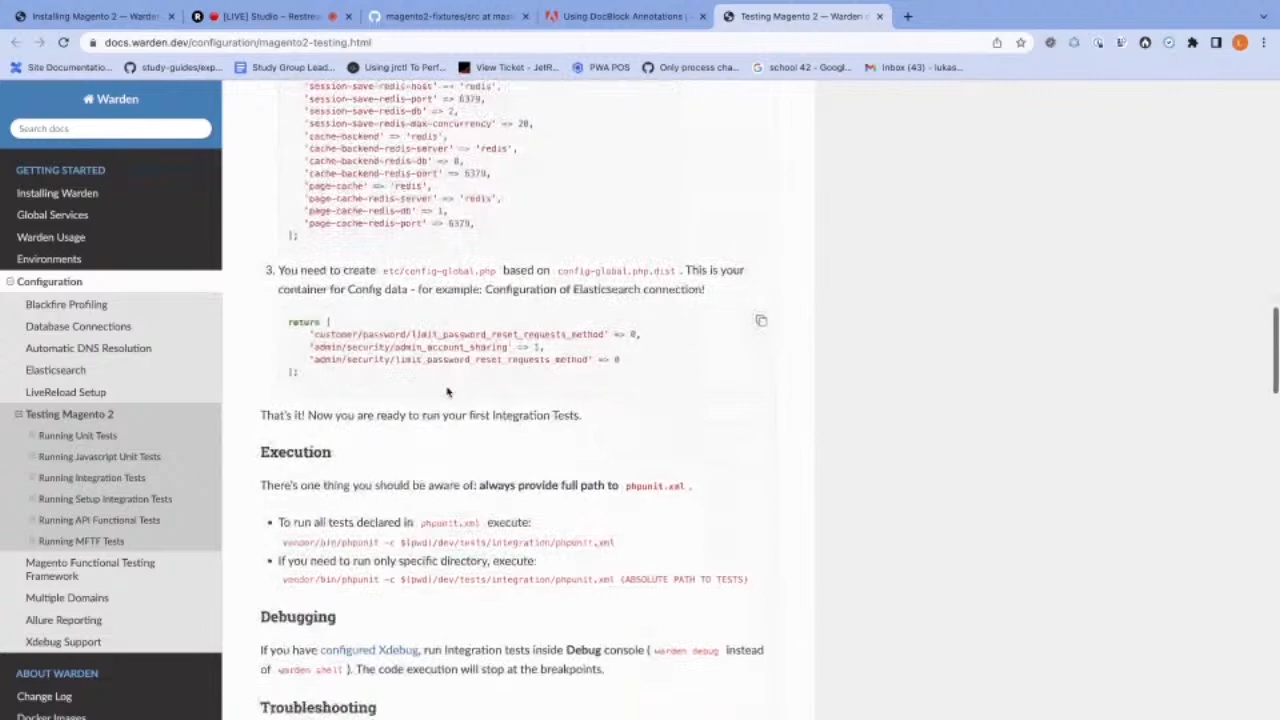 Installing Warden — Warden
[LIVE] Studio – Restre
magento2-fixtures/src at mas
Using DocBlock Annotations |
Testing Magento 2 — Warden
docs.warden.dev/configuration/magento2-testing.html
Site Documentatio...
study-guides/exp...
Study Group Lead...
Using jrctl To Perf...
View Ticket - JetR...
PWA POS
Only process cha...
school 42 - Googl...
Inbox (43) - lukas...
Warden
Search docs
GETTING STARTED
Installing Warden
Global Services
Warden Usage
Environments
Configuration
Blackfire Profiling
Database Connections
Automatic DNS Resolution
Elasticsearch
LiveReload Setup
Testing Magento 2
Running Unit Tests
Running Javascript Unit Tests
Running Integration Tests
Running Setup Integration Tests
Running API Functional Tests
Running MFTF Tests
Magento Functional Testing
Framework
Multiple Domains
Allure Reporting
Xdebug Support
ABOUT WARDEN
Change Log
Docker Images
'session-save-redis-host' => 'redis',
'session-save-redis-port' => 6379,
'session-save-redis-db' => 2,
'session-save-redis-max-concurrency' => 20,
'cache-backend' => 'redis',
'cache-backend-redis-server' => 'redis',
'cache-backend-redis-db' => 0,
'cache-backend-redis-port' => 6379,
'page-cache' => 'redis',
'page-cache-redis-server' => 'redis',
'page-cache-redis-db' => 1,
'page-cache-redis-port' => 6379,
];
3. You need to create etc/config-global.php based on config-global.php.dist . This is your
container for Config data - for example: Configuration of Elasticsearch connection!
return [
'customer/password/limit_password_reset_requests_method' => 0,
'admin/security/admin_account_sharing' => 1,
'admin/security/limit_password_reset_requests_method' => 0
];
That's it! Now you are ready to run your first Integration Tests.
Execution
There's one thing you should be aware of: always provide full path to phpunit.xml .
• To run all tests declared in phpunit.xml execute:
vendor/bin/phpunit -c $(pwd)/dev/tests/integration/phpunit.xml
• If you need to run only specific directory, execute:
vendor/bin/phpunit -c $(pwd)/dev/tests/integration/phpunit.xml {ABSOLUTE PATH TO TESTS}
Debugging
If you have configured Xdebug, run Integration tests inside Debug console ( warden debug instead
of warden shell ). The code execution will stop at the breakpoints.
Troubleshooting